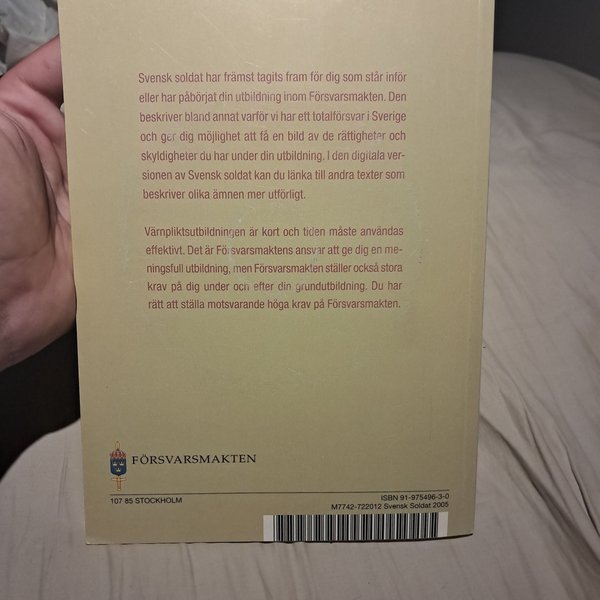 Svensk soldat har främst tagits fram för dig som står inför
eller har påbörjat din utbildning inom Försvarsmakten. Den
beskriver bland annat varför vi har ett totalförsvar i Sverige
och ger dig möjlighet att få en bild av de rättigheter och
skyldigheter du har under din utbildning. I den digitala ver-
sionen av Svensk soldat kan du länka till andra texter som
beskriver olika ämnen mer utförligt.
Värnpliktsutbildningen är kort och tiden måste användas
effektivt. Det är Försvarsmaktens ansvar att ge dig en me-
ningsfull utbildning, men Försvarsmakten ställer också stora
krav på dig under och efter din grundutbildning. Du har
rätt att ställa motsvarande höga krav på Försvarsmakten.
FÖRSVARSMAKTEN
107 85 STOCKHOLM
ISBN 91-975496-3-0
M7742-722012 Svensk Soldat 2005